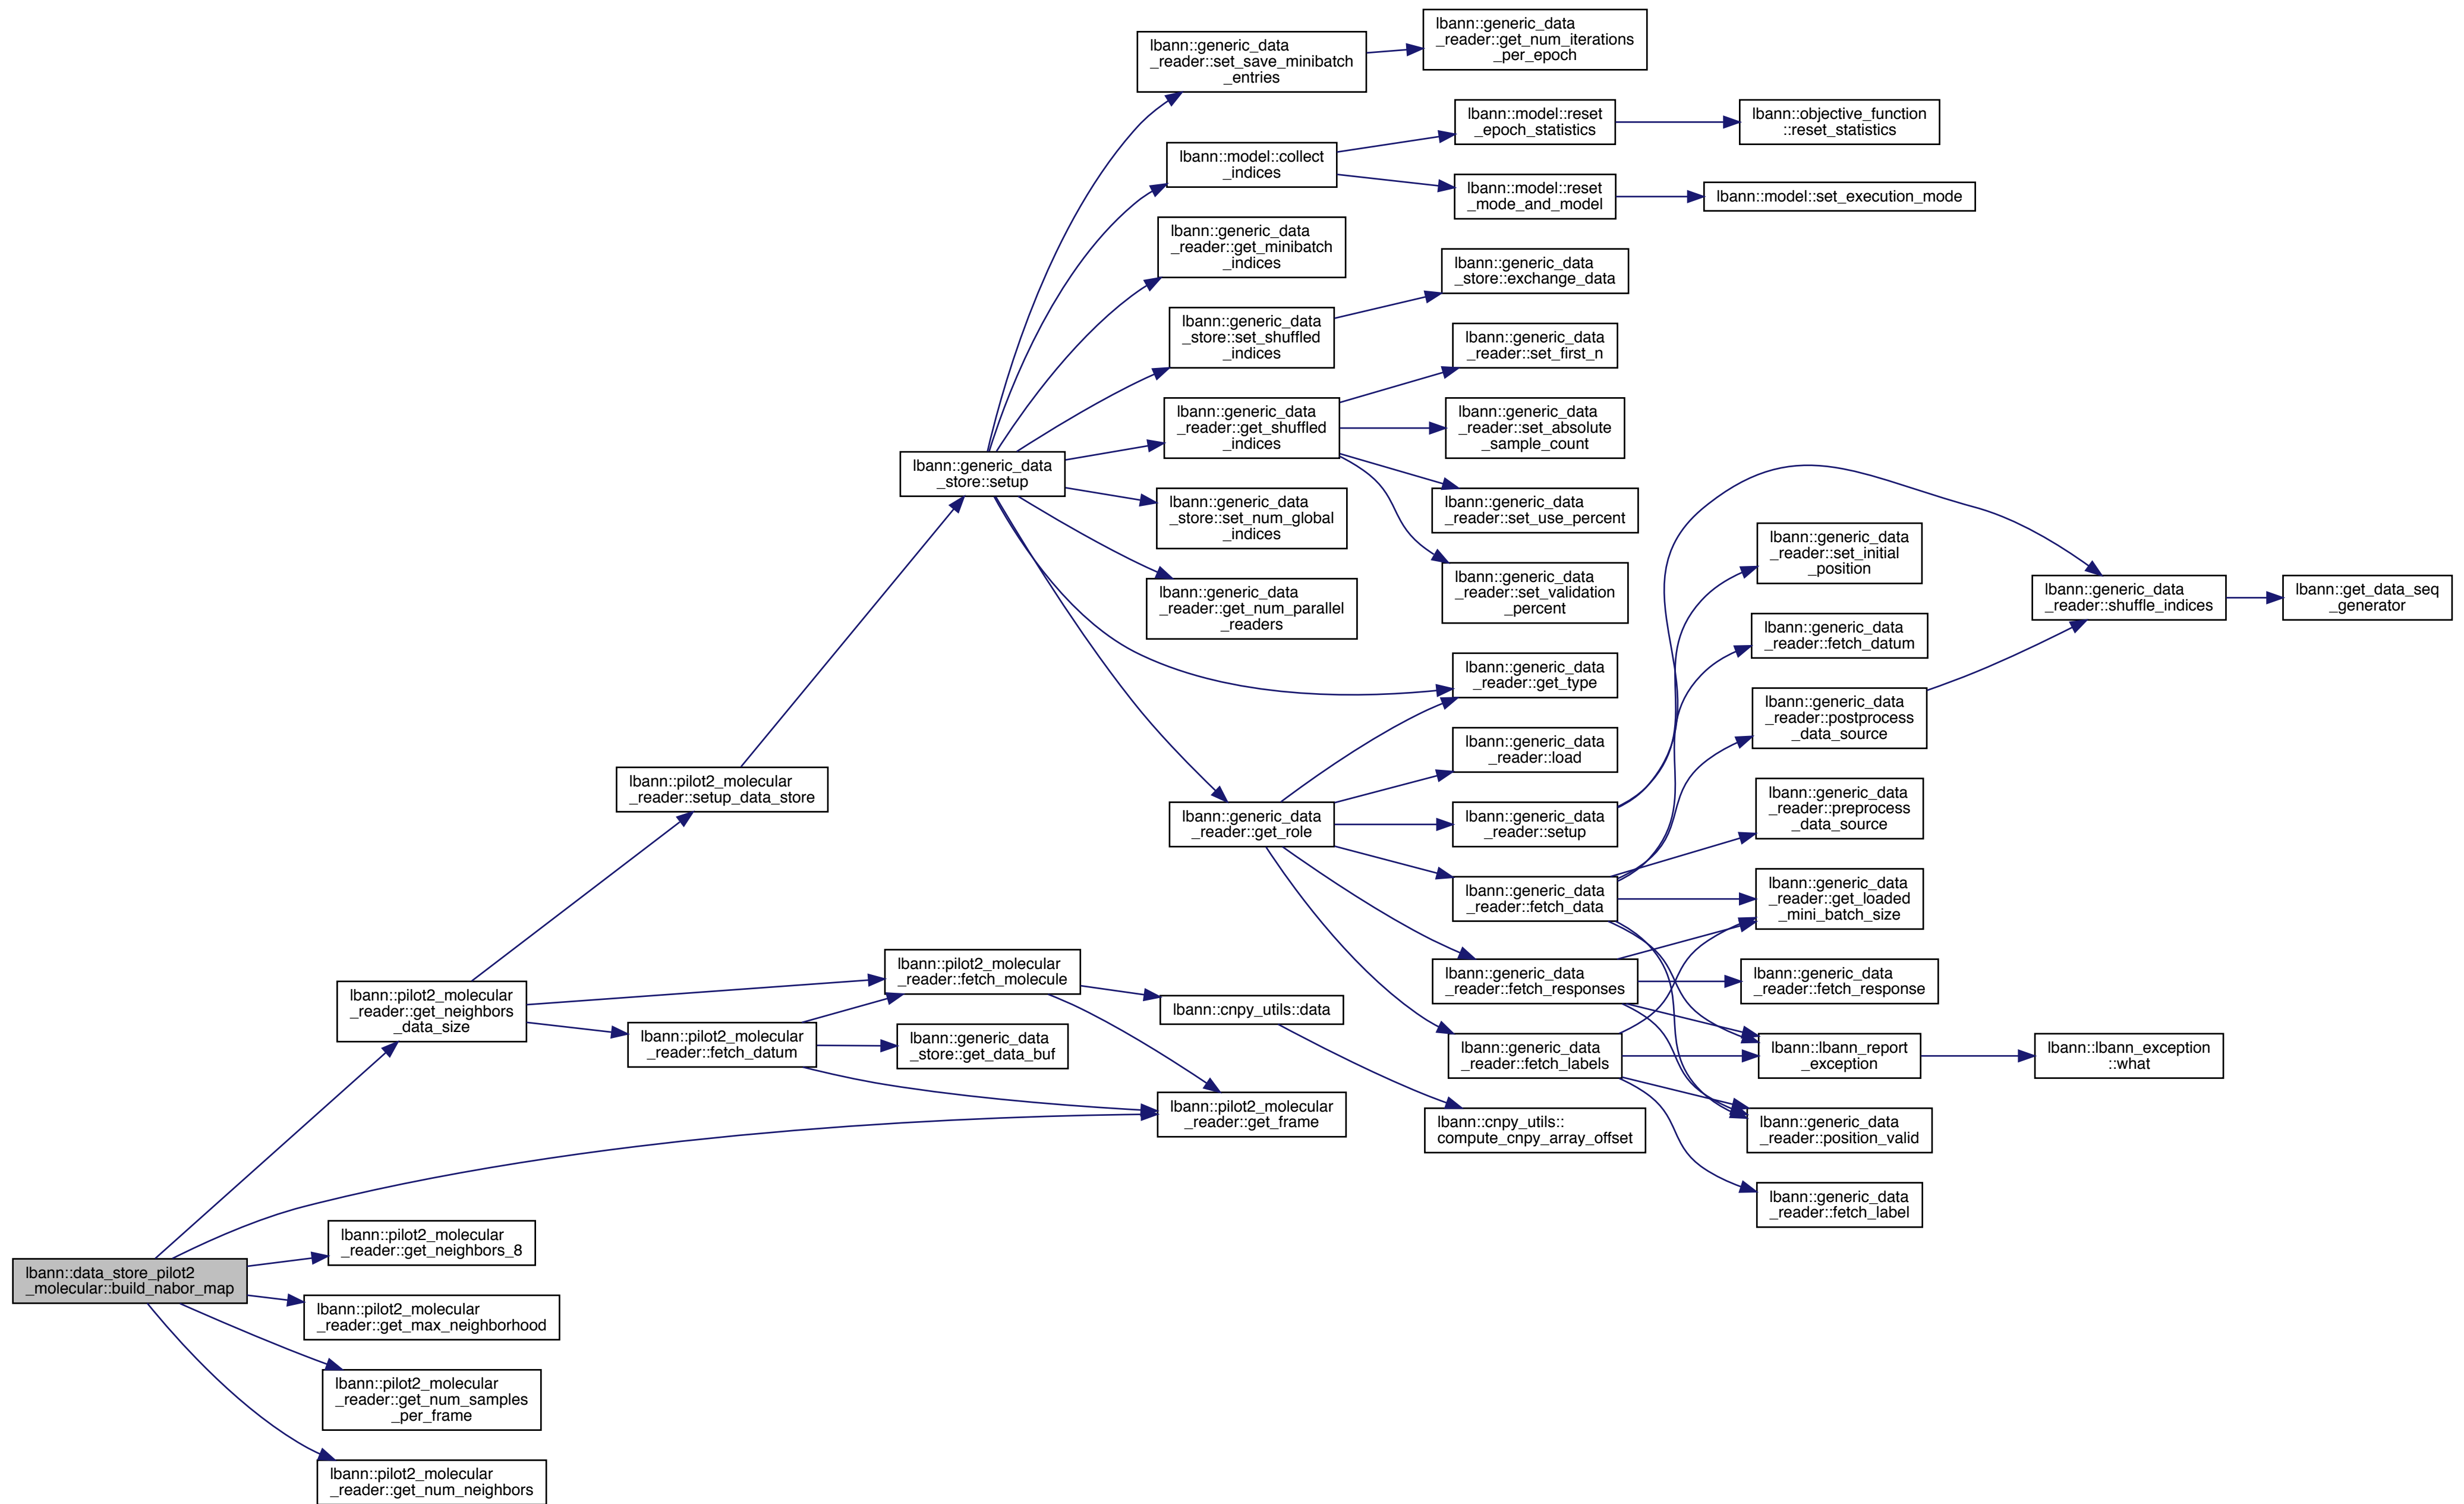 lbann::data_store_pilot2
_molecular::build_nabor_map
lbann::pilot2_molecular
_reader::get_neighbors
_data_size
lbann::pilot2_molecular
_reader::get_neighbors_8
lbann::pilot2_molecular
_reader::get_max_neighborhood
lbann::pilot2_molecular
_reader::get_num_samples
_per_frame
lbann::pilot2_molecular
_reader::get_num_neighbors
lbann::pilot2_molecular
_reader::setup_data_store
lbann::pilot2_molecular
_reader::fetch_datum
lbann::generic_data
_store::setup
lbann::pilot2_molecular
_reader::fetch_molecule
lbann::generic_data
_store::get_data_buf
lbann::generic_data
_reader::set_save_minibatch
_entries
lbann::model::collect
_indices
lbann::generic_data
_reader::get_minibatch
_indices
lbann::generic_data
_store::set_shuffled
_indices
lbann::generic_data
_reader::get_shuffled
_indices
lbann::generic_data
_store::set_num_global
_indices
lbann::generic_data
_reader::get_num_parallel
_readers
lbann::generic_data
_reader::get_role
lbann::cnpy_utils::data
lbann::pilot2_molecular
_reader::get_frame
lbann::generic_data
_reader::get_num_iterations
_per_epoch
lbann::model::reset
_epoch_statistics
lbann::model::reset
_mode_and_model
lbann::generic_data
_store::exchange_data
lbann::generic_data
_reader::set_first_n
lbann::generic_data
_reader::set_absolute
_sample_count
lbann::generic_data
_reader::set_use_percent
lbann::generic_data
_reader::set_validation
_percent
lbann::generic_data
_reader::get_type
lbann::generic_data
_reader::load
lbann::generic_data
_reader::setup
lbann::generic_data
_reader::fetch_data
lbann::generic_data
_reader::fetch_responses
lbann::generic_data
_reader::fetch_labels
lbann::cnpy_utils::
compute_cnpy_array_offset
lbann::objective_function
::reset_statistics
lbann::model::set_execution_mode
lbann::generic_data
_reader::set_initial
_position
lbann::generic_data
_reader::fetch_datum
lbann::generic_data
_reader::postprocess
_data_source
lbann::generic_data
_reader::preprocess
_data_source
lbann::generic_data
_reader::get_loaded
_mini_batch_size
lbann::generic_data
_reader::fetch_response
lbann::lbann_report
_exception
lbann::generic_data
_reader::position_valid
lbann::generic_data
_reader::fetch_label
lbann::generic_data
_reader::shuffle_indices
lbann::lbann_exception
::what
lbann::get_data_seq
_generator